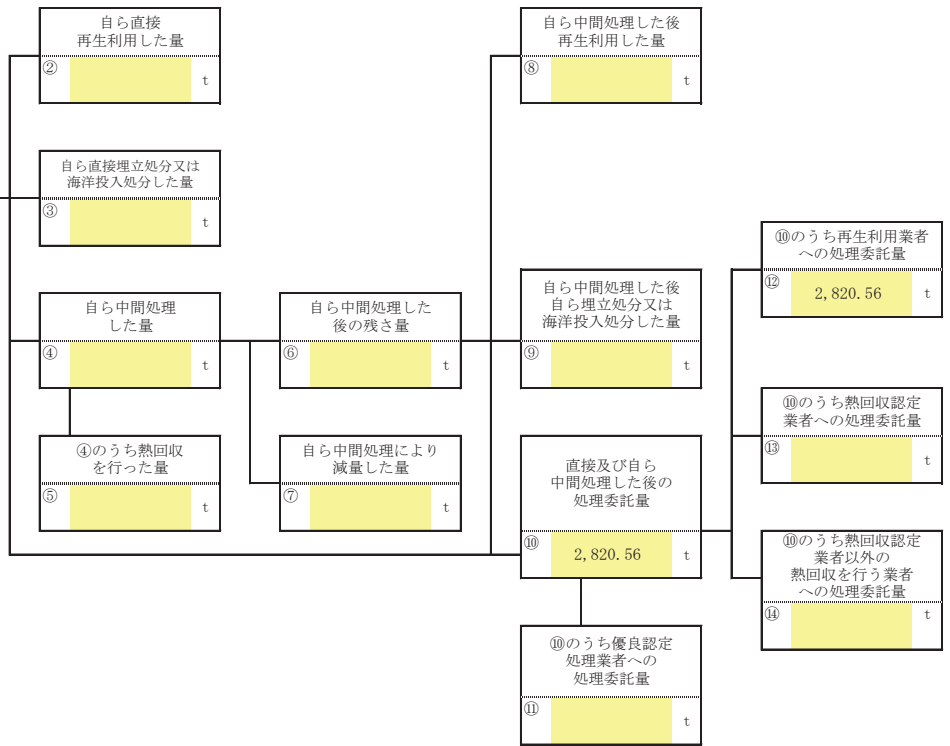 自ら直接
再生利用した量
②
t
自ら中間処理した後
再生利用した量
⑧
t
自ら直接埋立処分又は
海洋投入処分した量
③
t
⑩のうち再生利用業者
への処理委託量
⑫
2,820.56 t
自ら中間処理
した量
④
t
自ら中間処理した
後の残さ量
⑥
t
自ら中間処理した後
自ら埋立処分又は
海洋投入処分した量
⑨
t
⑩のうち熱回収認定
業者への処理委託量
⑬
t
④のうち熱回収
を行った量
⑤
t
自ら中間処理により
減量した量
⑦
t
直接及び自ら
中間処理した後の
処理委託量
⑩
2,820.56 t
⑩のうち熱回収認定
業者以外の
熱回収を行う業者
への処理委託量
⑭
t
⑩のうち優良認定
処理業者への
処理委託量
⑪
t